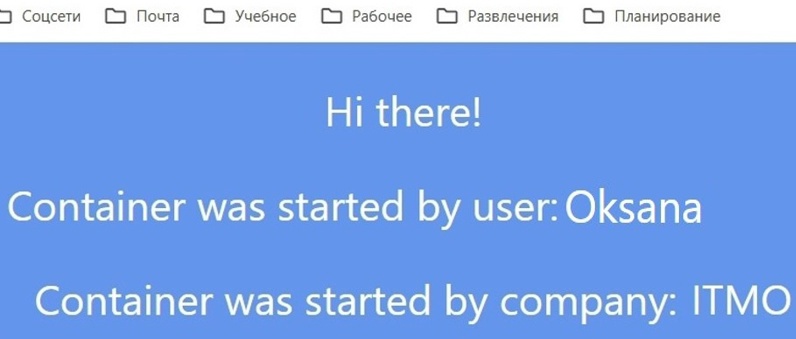 Соцсети Почта Учебное Рабочее Развлечения Планирование
Hi there!
Container was started by user: Oksana
Container was started by company: ITMO